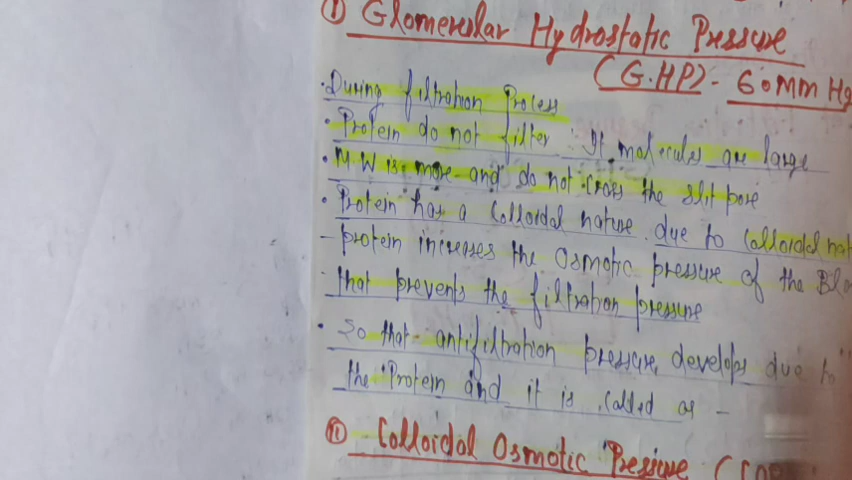 ① Glomerular Hydrostatic Pressure
(G.HP)- 60MM Hg
• During filtration Process
• Protein do not filter ∴ It molecules are large
• M.W is more and do not cross the slit pore
• Protein has a Colloidal nature due to Colloidal nat
- protein increases the Osmotic pressure of the Blo
that prevents the filtration pressure
• So that antifiltration pressure develops due to
the Protein and it is called as -
② Colloidal Osmotic Pressure (COP